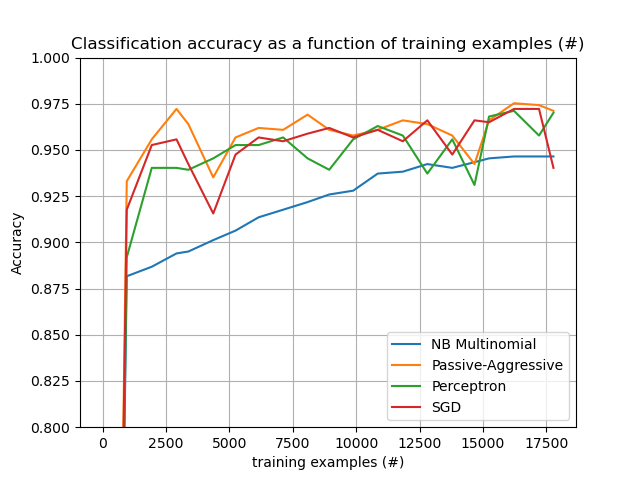 Classification accuracy as a function of training examples (#)
1.000
0.975
0.950
0.925
0.900
0.875
0.850
0.825
0.800
Accuracy
NB Multinomial
Passive-Aggressive
Perceptron
SGD
0 2500 5000 7500 10000 12500 15000 17500
training examples (#)